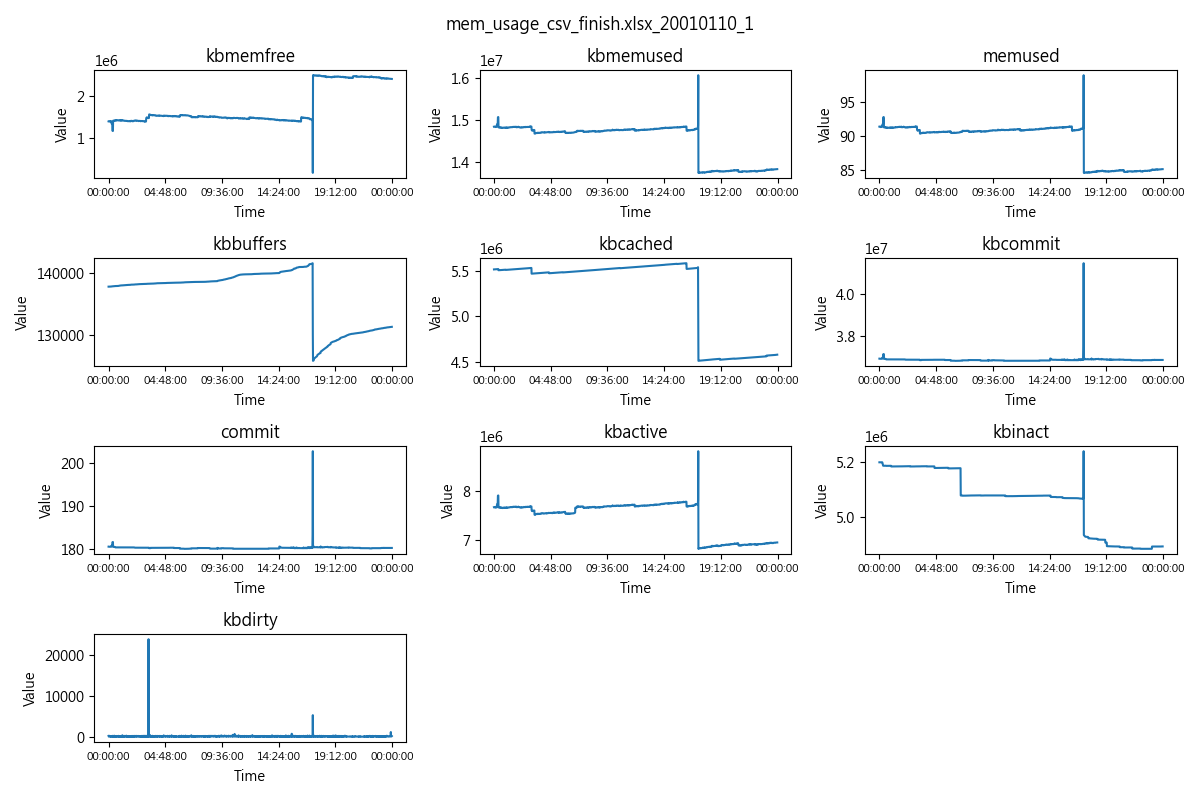 mem_usage_csv_finish.xlsx_20010110_1
kbmemfree
1e6
2
1
Value
00:00:00 04:48:00 09:36:00 14:24:00 19:12:00 00:00:00
Time
kbmemused
1e7
1.6
1.5
1.4
Value
00:00:00 04:48:00 09:36:00 14:24:00 19:12:00 00:00:00
Time
memused
95
90
85
Value
00:00:00 04:48:00 09:36:00 14:24:00 19:12:00 00:00:00
Time
kbbuffers
140000
130000
Value
00:00:00 04:48:00 09:36:00 14:24:00 19:12:00 00:00:00
Time
kbcached
1e6
5.5
5.0
4.5
Value
00:00:00 04:48:00 09:36:00 14:24:00 19:12:00 00:00:00
Time
kbcommit
1e7
4.0
3.8
Value
00:00:00 04:48:00 09:36:00 14:24:00 19:12:00 00:00:00
Time
commit
200
190
180
Value
00:00:00 04:48:00 09:36:00 14:24:00 19:12:00 00:00:00
Time
kbactive
1e6
8
7
Value
00:00:00 04:48:00 09:36:00 14:24:00 19:12:00 00:00:00
Time
kbinact
1e6
5.2
5.0
Value
00:00:00 04:48:00 09:36:00 14:24:00 19:12:00 00:00:00
Time
kbdirty
20000
10000
0
Value
00:00:00 04:48:00 09:36:00 14:24:00 19:12:00 00:00:00
Time